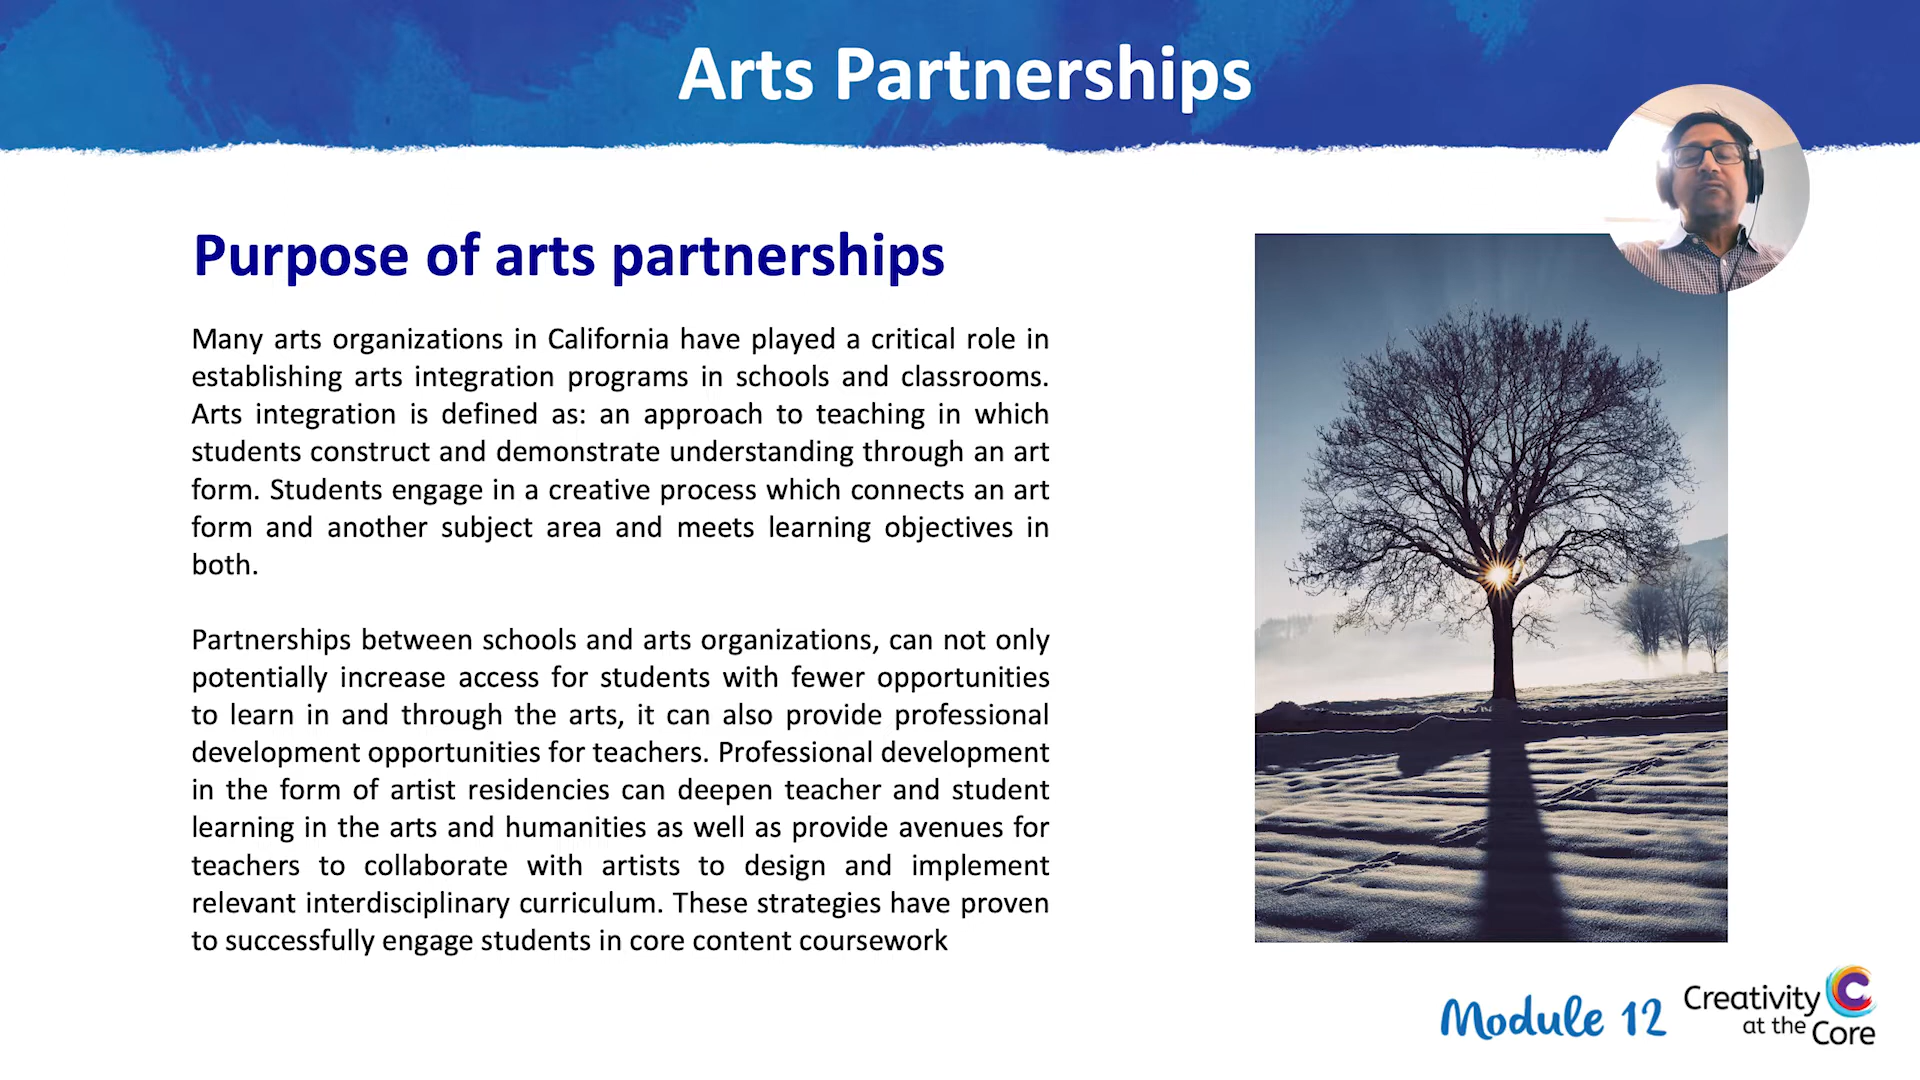 Arts Partnerships
Purpose of arts partnerships
Many arts organizations in California have played a critical role in
establishing arts integration programs in schools and classrooms.
Arts integration is defined as: an approach to teaching in which
students construct and demonstrate understanding through an art
form. Students engage in a creative process which connects an art
form and another subject area and meets learning objectives in
both.
Partnerships between schools and arts organizations, can not only
potentially increase access for students with fewer opportunities
to learn in and through the arts, it can also provide professional
development opportunities for teachers. Professional development
in the form of artist residencies can deepen teacher and student
learning in the arts and humanities as well as provide avenues for
teachers to collaborate with artists to design and implement
relevant interdisciplinary curriculum. These strategies have proven
to successfully engage students in core content coursework
Module 12
Creativity
at the Core